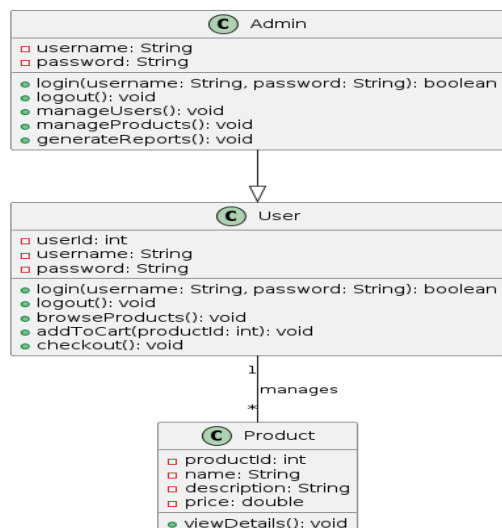 C Admin
username: String
password: String
login(username: String, password: String): boolean
logout(): void
manageUsers(): void
manageProducts(): void
generateReports(): void
C User
userId: int
username: String
password: String
login(username: String, password: String): boolean
logout(): void
browseProducts(): void
addToCart(productId: int): void
checkout(): void
1
manages
*
C Product
productId: int
name: String
description: String
price: double
viewDetails(): void